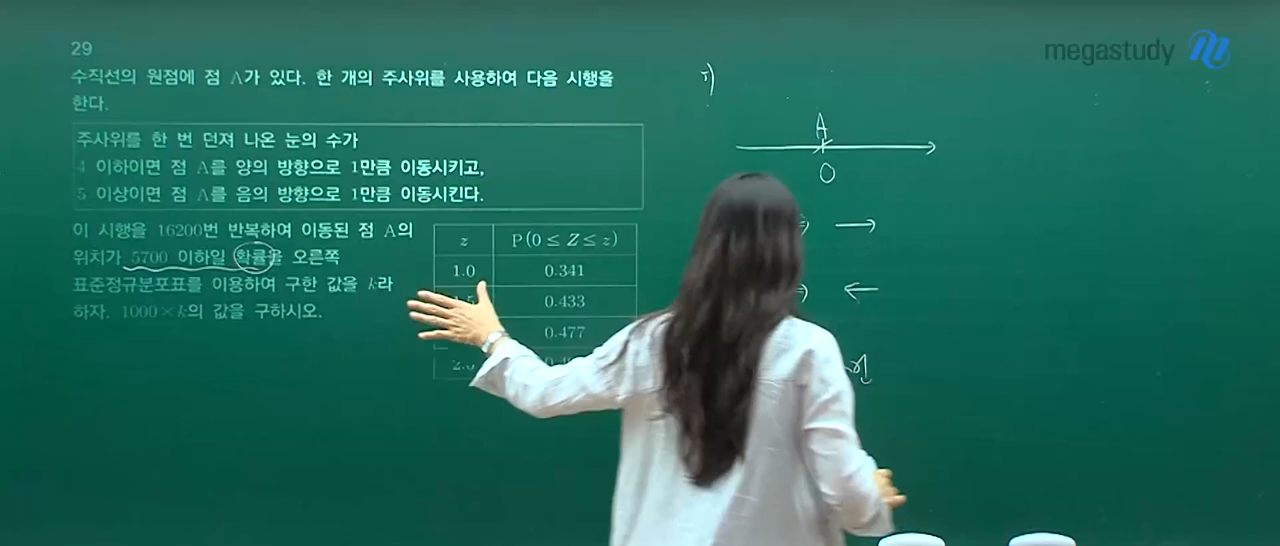 29
수직선의 원점에 점 A가 있다. 한 개의 주사위를 사용하여 다음 시행을
한다.
주사위를 한 번 던져 나온 눈의 수가
4 이하이면 점 A를 양의 방향으로 1만큼 이동시키고,
5 이상이면 점 A를 음의 방향으로 1만큼 이동시킨다.
이 시행을 16200번 반복하여 이동된 점 A의
위치가 5700 이하일 확률을 오른쪽
표준정규분포표를 이용하여 구한 값을 k라
하자. 1000×k의 값을 구하시오.
z P(0≤Z≤z)
1.0 0.341
0.433
0.477
megastudy
A
0